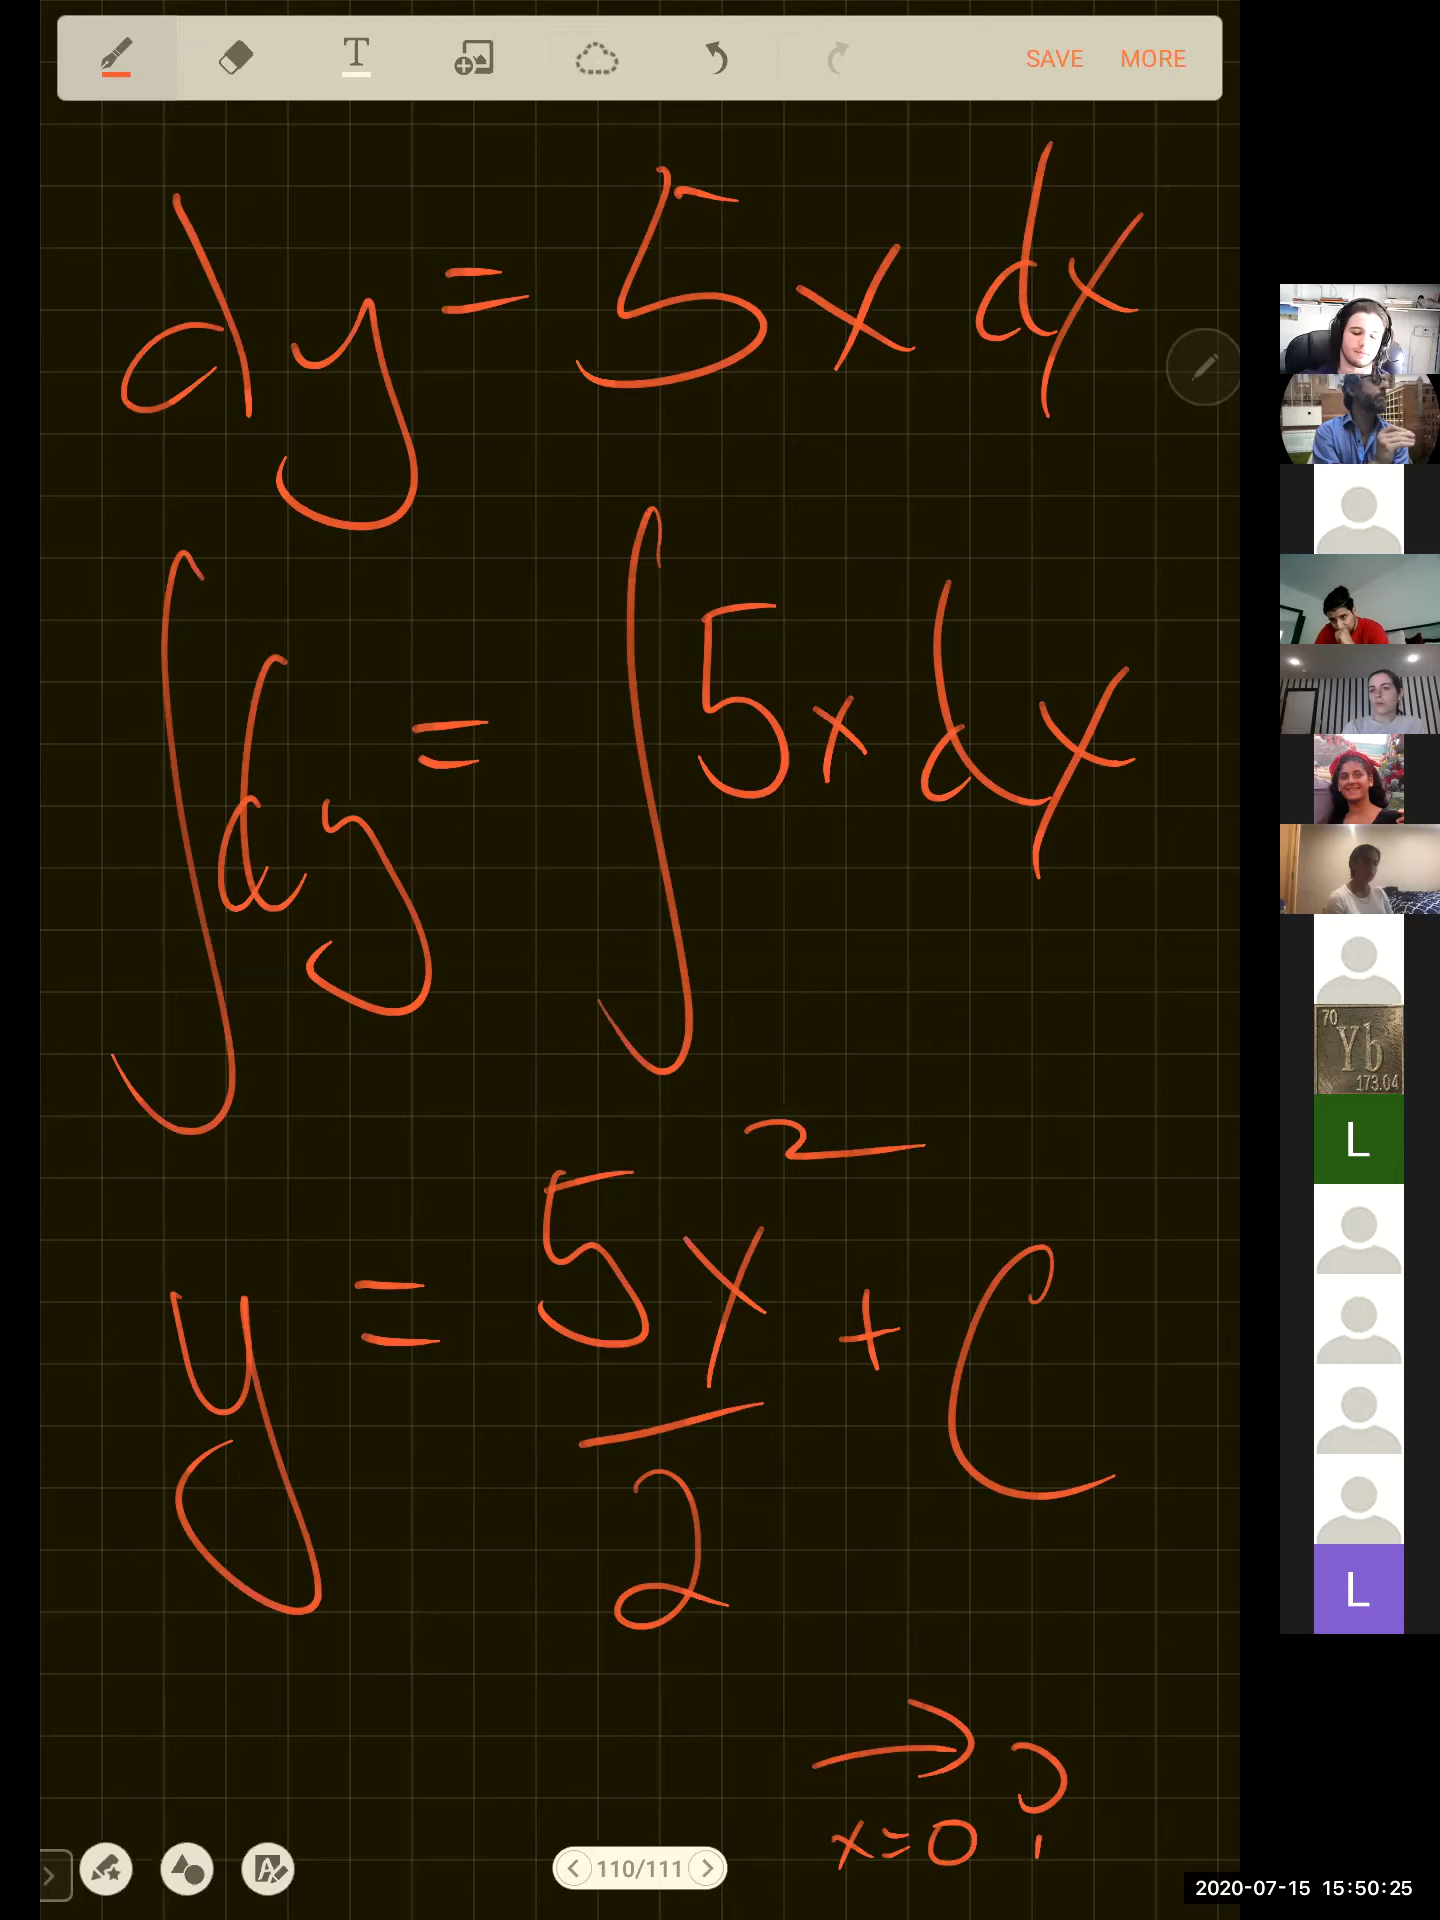 T SAVE MORE
dy = 5x dx
∫dy = ∫5x dx
y = 5x²/2 + C
→ ?
x=0
110/111
70
Yb
173.04
L
L
2020-07-15 15:50:25